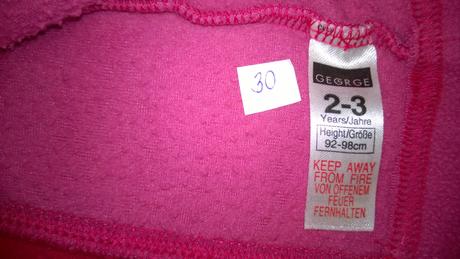 30
GEORGE
2-3
Years/Jahre
Height/Größe
92-98cm
KEEP AWAY
FROM FIRE
VON OFFENEM
FEUER
FERNHALTEN